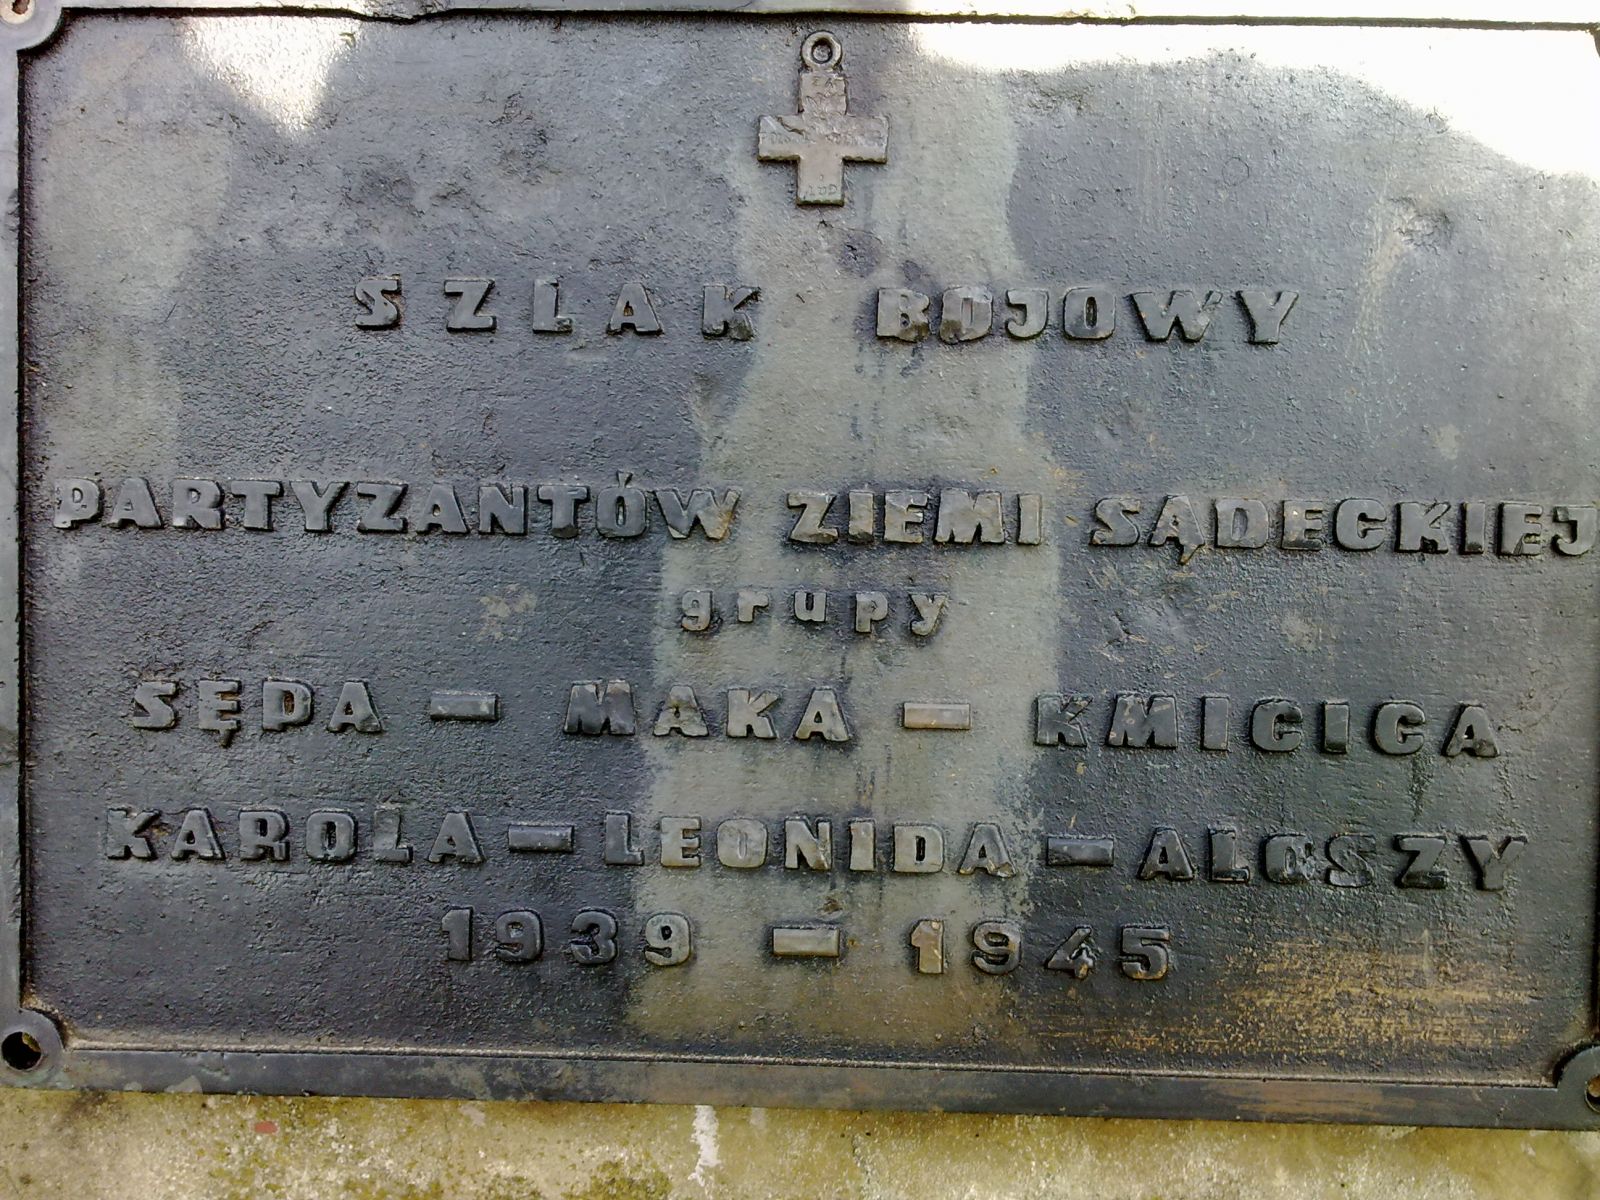 SZLAK BOJOWY
PARTYZANTÓW ZIEMI SĄDECKIEJ
grupy
SĘPA - MAKA - KMICICA
KAROLA - LEONIDA - ALOSZY
1939 - 1945